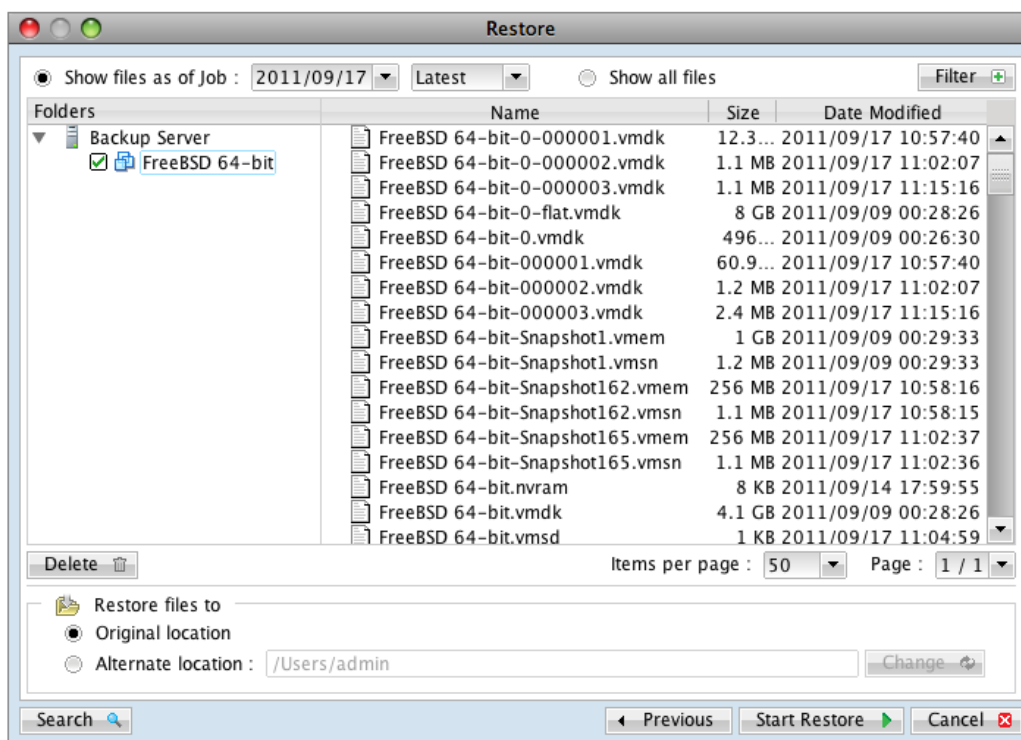 Restore
Show files as of Job : 2011/09/17 Latest Show all files Filter
Folders Name Size Date Modified
Backup Server FreeBSD 64-bit-0-000001.vmdk 12.3... 2011/09/17 10:57:40
FreeBSD 64-bit FreeBSD 64-bit-0-000002.vmdk 1.1 MB 2011/09/17 11:02:07
FreeBSD 64-bit-0-000003.vmdk 1.1 MB 2011/09/17 11:15:16
FreeBSD 64-bit-0-flat.vmdk 8 GB 2011/09/09 00:28:26
FreeBSD 64-bit-0.vmdk 496... 2011/09/09 00:26:30
FreeBSD 64-bit-000001.vmdk 60.9... 2011/09/17 10:57:40
FreeBSD 64-bit-000002.vmdk 1.2 MB 2011/09/17 11:02:07
FreeBSD 64-bit-000003.vmdk 2.4 MB 2011/09/17 11:15:16
FreeBSD 64-bit-Snapshot1.vmem 1 GB 2011/09/09 00:29:33
FreeBSD 64-bit-Snapshot1.vmsn 1.2 MB 2011/09/09 00:29:33
FreeBSD 64-bit-Snapshot162.vmem 256 MB 2011/09/17 10:58:16
FreeBSD 64-bit-Snapshot162.vmsn 1.1 MB 2011/09/17 10:58:15
FreeBSD 64-bit-Snapshot165.vmem 256 MB 2011/09/17 11:02:37
FreeBSD 64-bit-Snapshot165.vmsn 1.1 MB 2011/09/17 11:02:36
FreeBSD 64-bit.nvram 8 KB 2011/09/14 17:59:55
FreeBSD 64-bit.vmdk 4.1 GB 2011/09/09 00:28:26
FreeBSD 64-bit.vmsd 1 KB 2011/09/17 11:04:59
Delete Items per page : 50 Page : 1 / 1
Restore files to
Original location
Alternate location : /Users/admin Change
Search Previous Start Restore Cancel